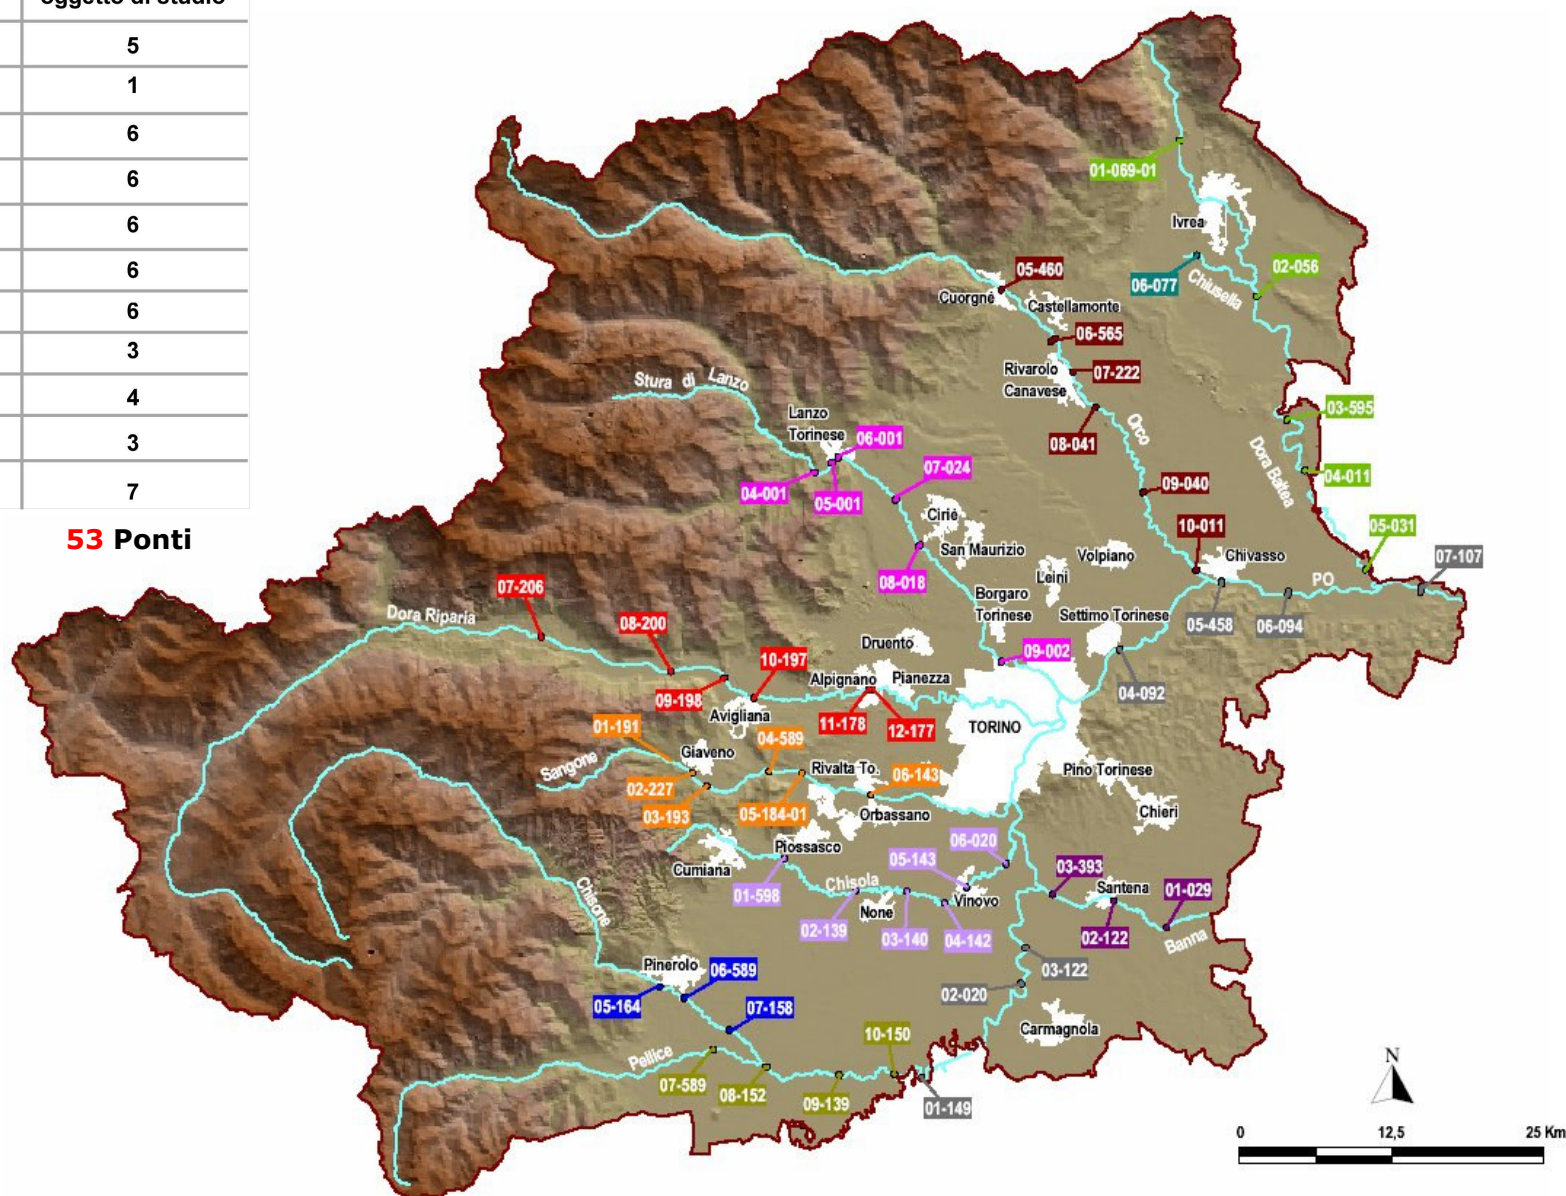 oggetto di studio
5
1
6
6
6
6
6
3
4
3
7
53 Ponti
01-069-01
Ivrea
06-077
Chiusella
02-056
05-460
Cuorgnè
Castellamonte
06-565
Rivarolo
Canavese
07-222
08-041
Orco
Stura di Lanzo
Lanzo
Torinese
06-001
04-001
05-001
07-024
03-595
Dora Baltea
04-011
09-040
10-011
Chivasso
05-031
07-107
Ciriè
San Maurizio
Volpiano
Leini
08-018
Borgaro
Torinese
Settimo Torinese
PO
05-458
06-094
07-206
Dora Riparia
08-200
Druento
09-002
04-092
10-197
Alpignano
Pianezza
09-198
Avigliana
11-178
12-177
TORINO
01-191
Giaveno
04-589
Sangone
Rivalta To.
06-143
Pino Torinese
02-227
03-193
05-184-01
Orbassano
Chieri
Piossasco
06-020
Cumiana
05-143
01-598
Chisola
03-393
Santena
01-029
None
Vinovo
02-139
03-140
04-142
02-122
Banna
Chisone
Pinerolo
06-589
03-122
05-164
07-158
02-020
Carmagnola
10-150
Pellice
07-589
08-152
09-139
01-149
N
0
12,5
25 Km